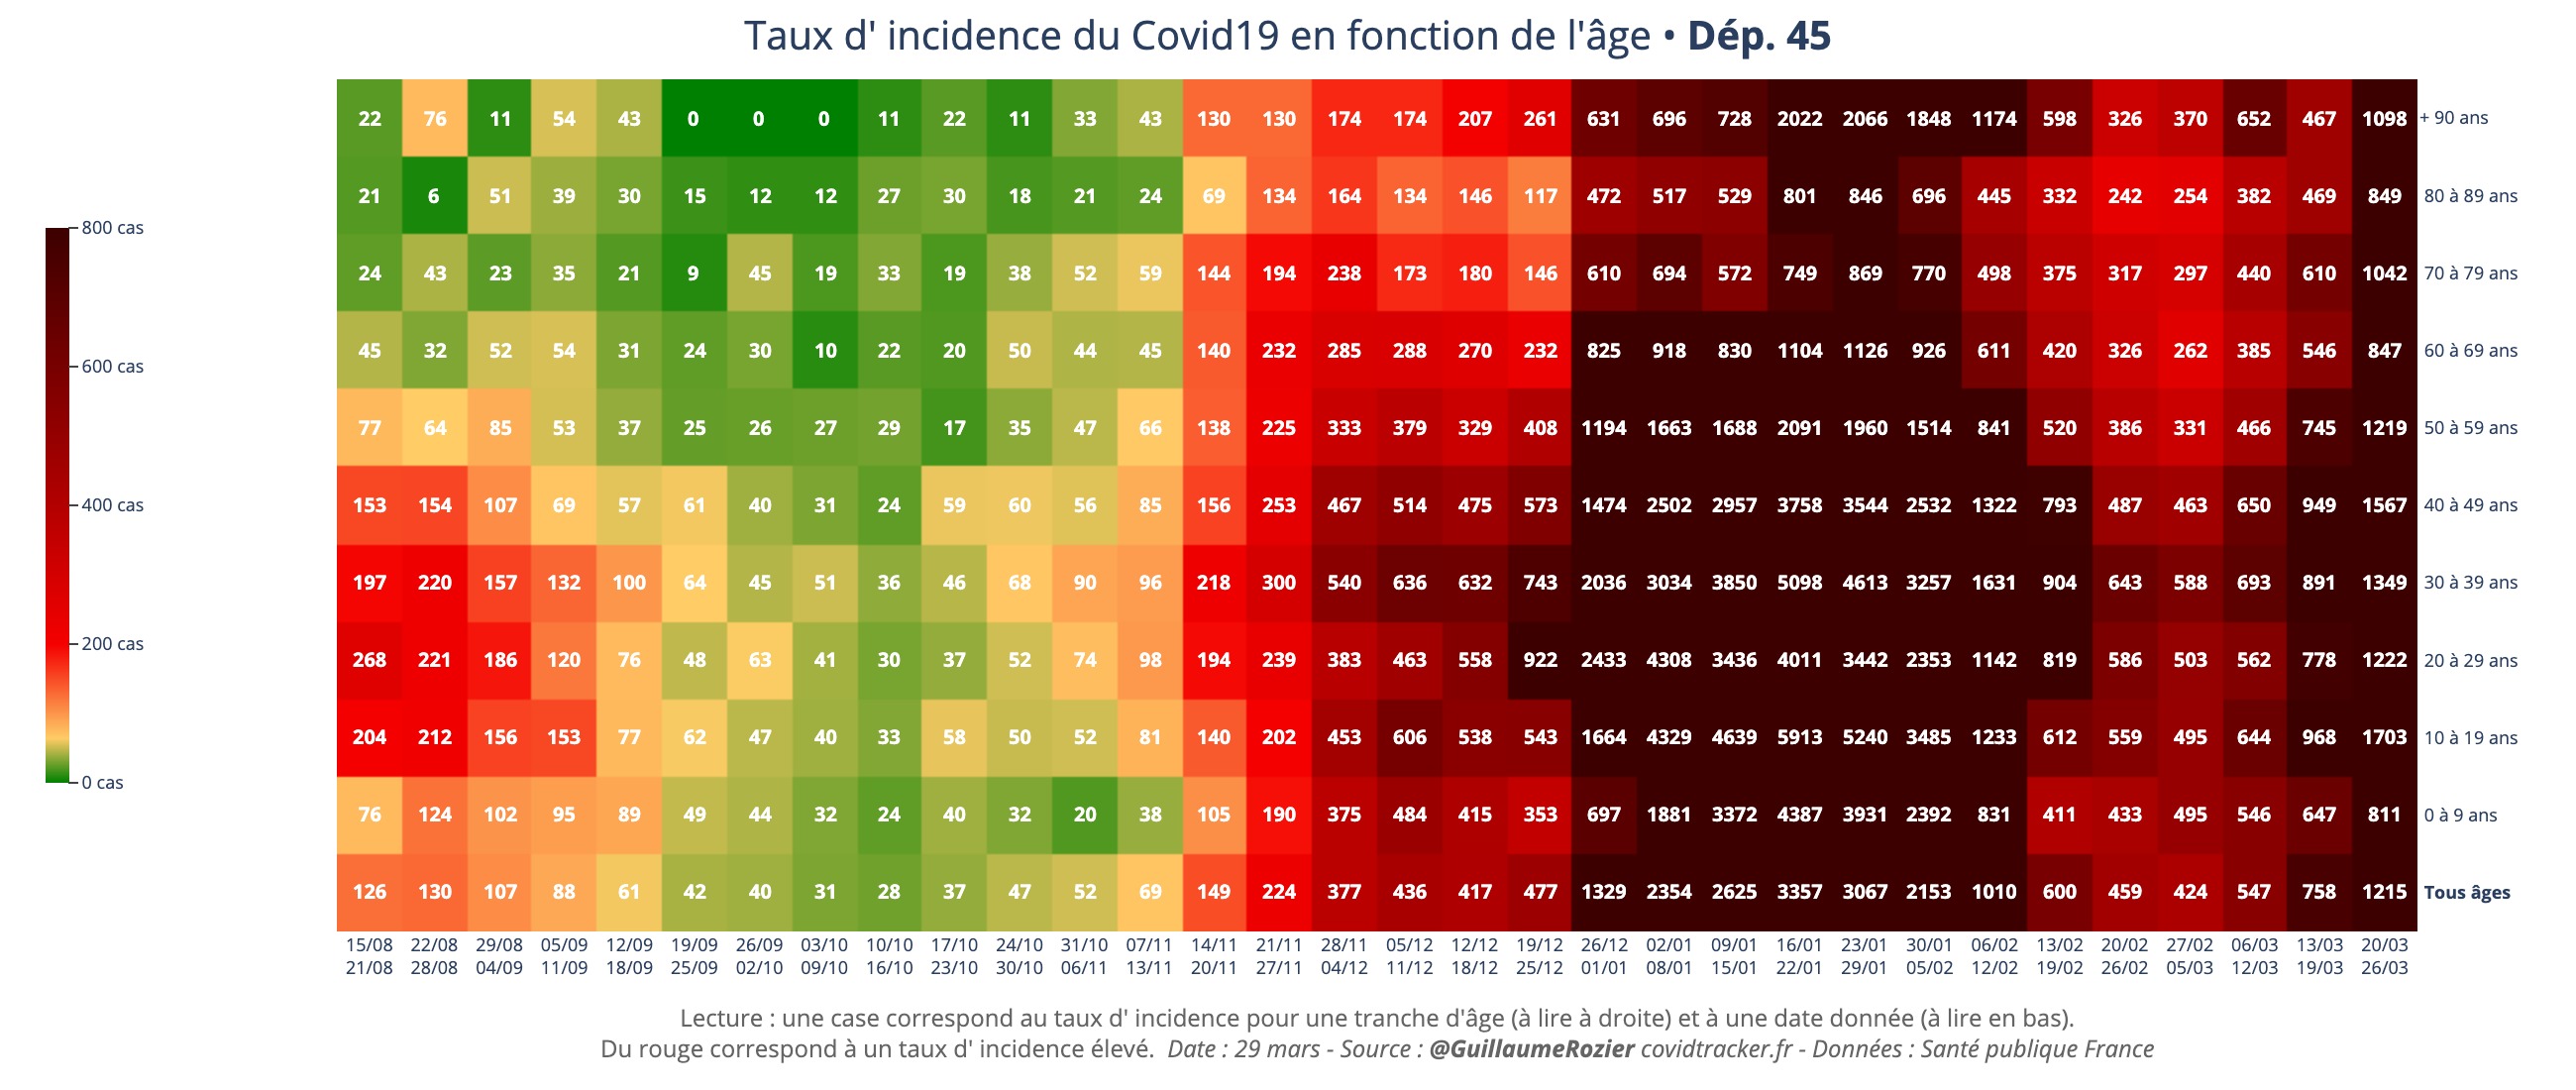 Taux d' incidence du Covid19 en fonction de l'âge • Dép. 45
22 76 11 54 43 0 0 0 11 22 11 33 43 130 130 174 174 207 261 631 696 728 2022 2066 1848 1174 598 326 370 652 467 1098 + 90 ans
21 6 51 39 30 15 12 12 27 30 18 21 24 69 134 164 134 146 117 472 517 529 801 846 696 445 332 242 254 382 469 849 80 à 89 ans
800 cas
24 43 23 35 21 9 45 19 33 19 38 52 59 144 194 238 173 180 146 610 694 572 749 869 770 498 375 317 297 440 610 1042 70 à 79 ans
45 32 52 54 31 24 30 10 22 20 50 44 45 140 232 285 288 270 232 825 918 830 1104 1126 926 611 420 326 262 385 546 847 60 à 69 ans
600 cas
77 64 85 53 37 25 26 27 29 17 35 47 66 138 225 333 379 329 408 1194 1663 1688 2091 1960 1514 841 520 386 331 466 745 1219 50 à 59 ans
400 cas
153 154 107 69 57 61 40 31 24 59 60 56 85 156 253 467 514 475 573 1474 2502 2957 3758 3544 2532 1322 793 487 463 650 949 1567 40 à 49 ans
197 220 157 132 100 64 45 51 36 46 68 90 96 218 300 540 636 632 743 2036 3034 3850 5098 4613 3257 1631 904 643 588 693 891 1349 30 à 39 ans
200 cas
268 221 186 120 76 48 63 41 30 37 52 74 98 194 239 383 463 558 922 2433 4308 3436 4011 3442 2353 1142 819 586 503 562 778 1222 20 à 29 ans
204 212 156 153 77 62 47 40 33 58 50 52 81 140 202 453 606 538 543 1664 4329 4639 5913 5240 3485 1233 612 559 495 644 968 1703 10 à 19 ans
0 cas
76 124 102 95 89 49 44 32 24 40 32 20 38 105 190 375 484 415 353 697 1881 3372 4387 3931 2392 831 411 433 495 546 647 811 0 à 9 ans
126 130 107 88 61 42 40 31 28 37 47 52 69 149 224 377 436 417 477 1329 2354 2625 3357 3067 2153 1010 600 459 424 547 758 1215 Tous âges
15/08 22/08 29/08 05/09 12/09 19/09 26/09 03/10 10/10 17/10 24/10 31/10 07/11 14/11 21/11 28/11 05/12 12/12 19/12 26/12 02/01 09/01 16/01 23/01 30/01 06/02 13/02 20/02 27/02 06/03 13/03 20/03
21/08 28/08 04/09 11/09 18/09 25/09 02/10 09/10 16/10 23/10 30/10 06/11 13/11 20/11 27/11 04/12 11/12 18/12 25/12 01/01 08/01 15/01 22/01 29/01 05/02 12/02 19/02 26/02 05/03 12/03 19/03 26/03
Lecture : une case correspond au taux d' incidence pour une tranche d'âge (à lire à droite) et à une date donnée (à lire en bas).
Du rouge correspond à un taux d' incidence élevé. Date : 29 mars - Source : @GuillaumeRozier covidtracker.fr - Données : Santé publique France